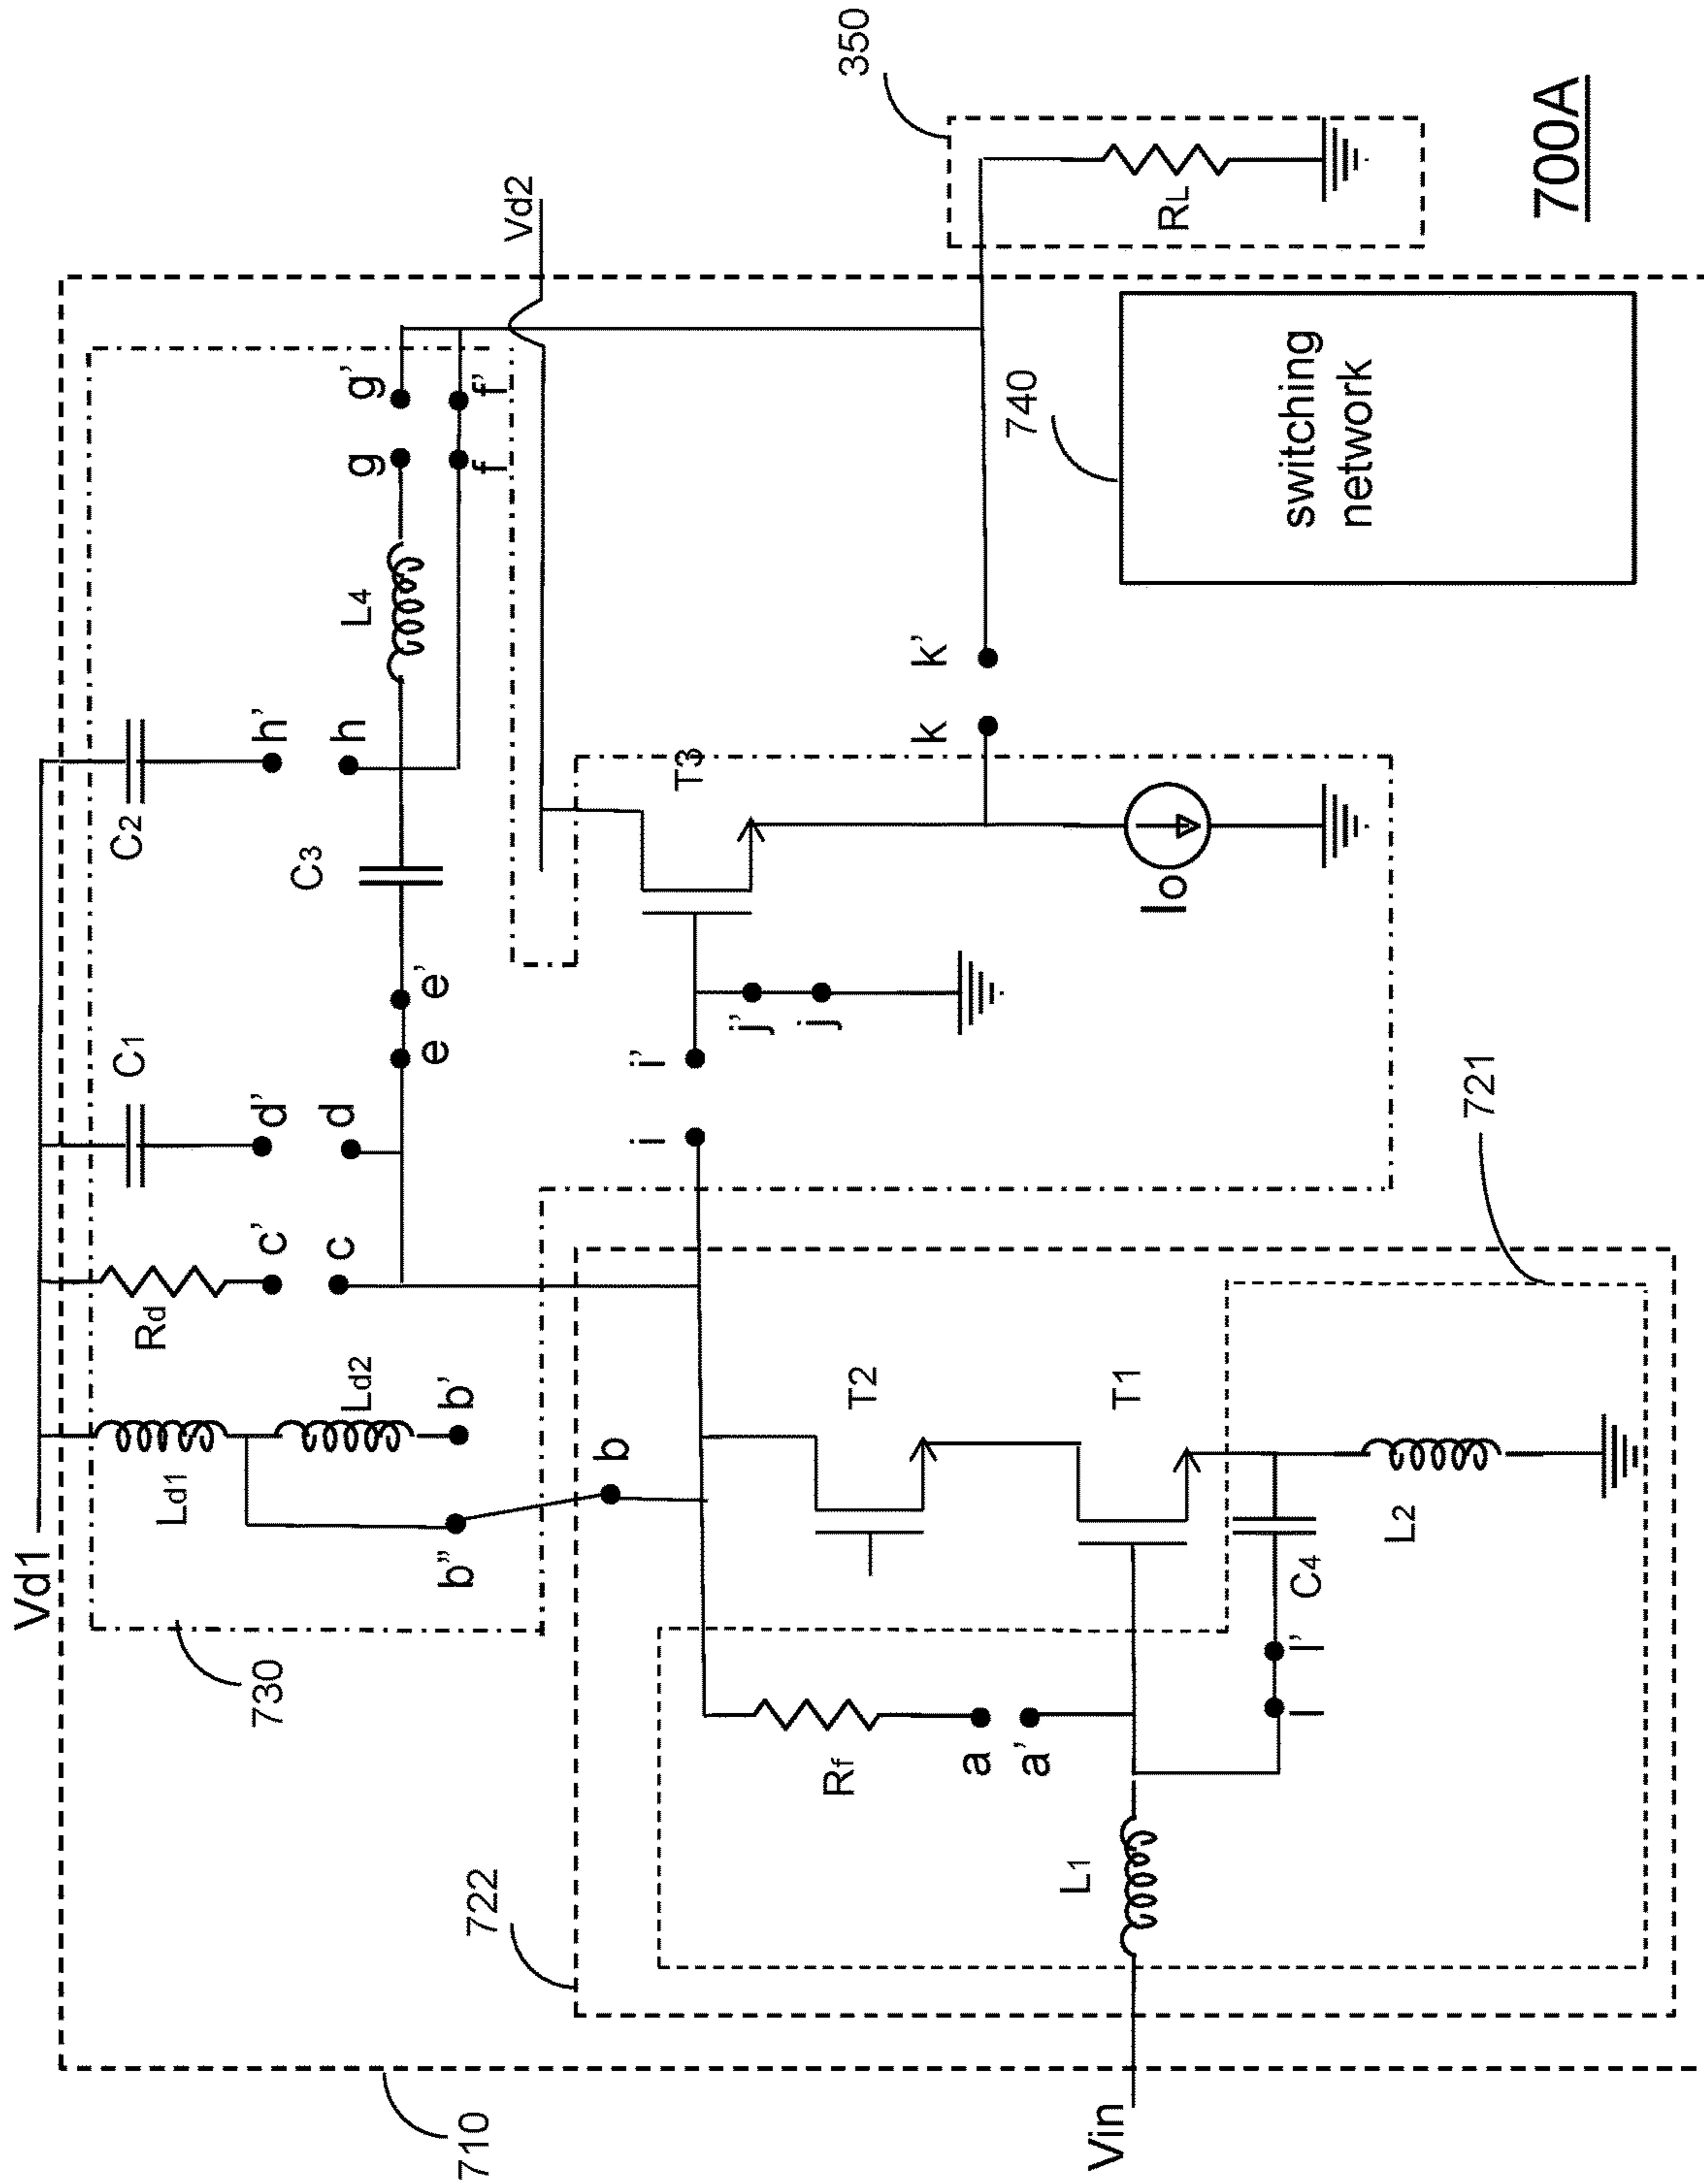 Vd1
C1
C2
Rd
Ld1
Ld2
b''
b'
b
c'
c
d'
d
e
e'
C3
h'
h
L4
g
g'
f
f'
Vd2
350
730
710
722
i
i'
j'
j
T3
k
k'
Io
RL
740
switching
network
700A
T2
T1
Rf
a
a'
L1
l
l'
C4
L2
721
Vin